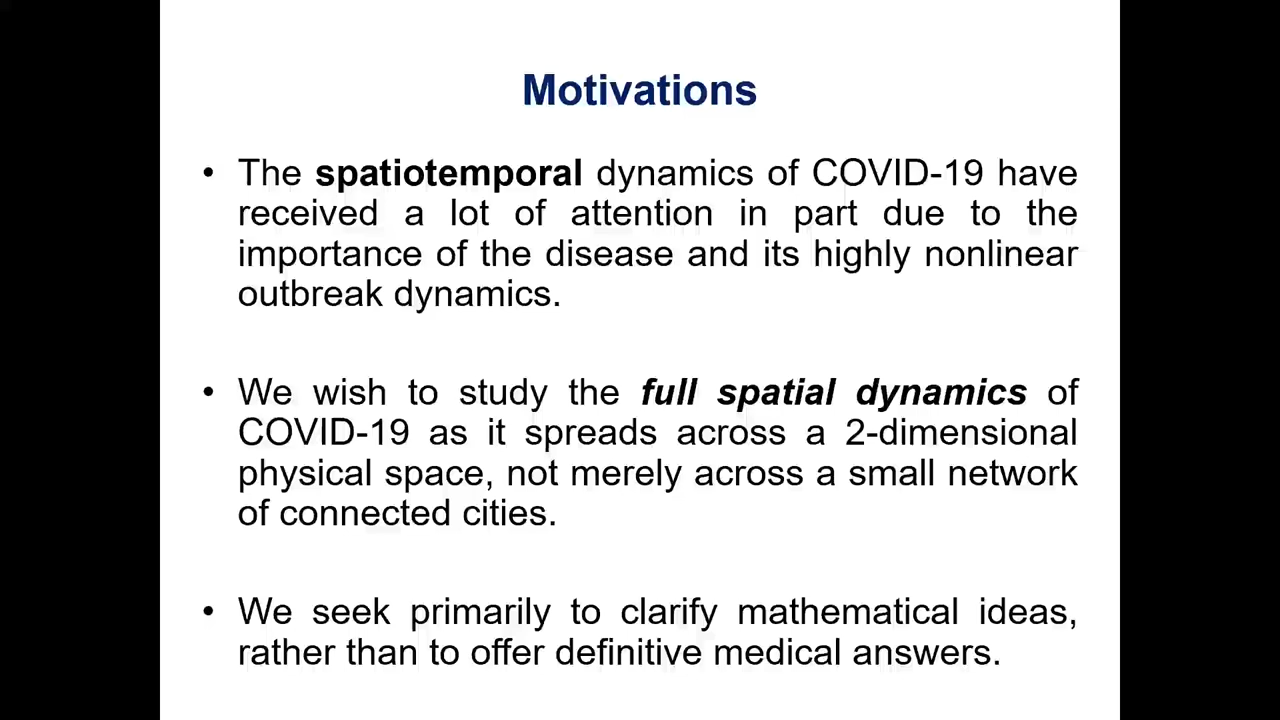 Motivations
• The spatiotemporal dynamics of COVID-19 have
received a lot of attention in part due to the
importance of the disease and its highly nonlinear
outbreak dynamics.
• We wish to study the full spatial dynamics of
COVID-19 as it spreads across a 2-dimensional
physical space, not merely across a small network
of connected cities.
• We seek primarily to clarify mathematical ideas,
rather than to offer definitive medical answers.